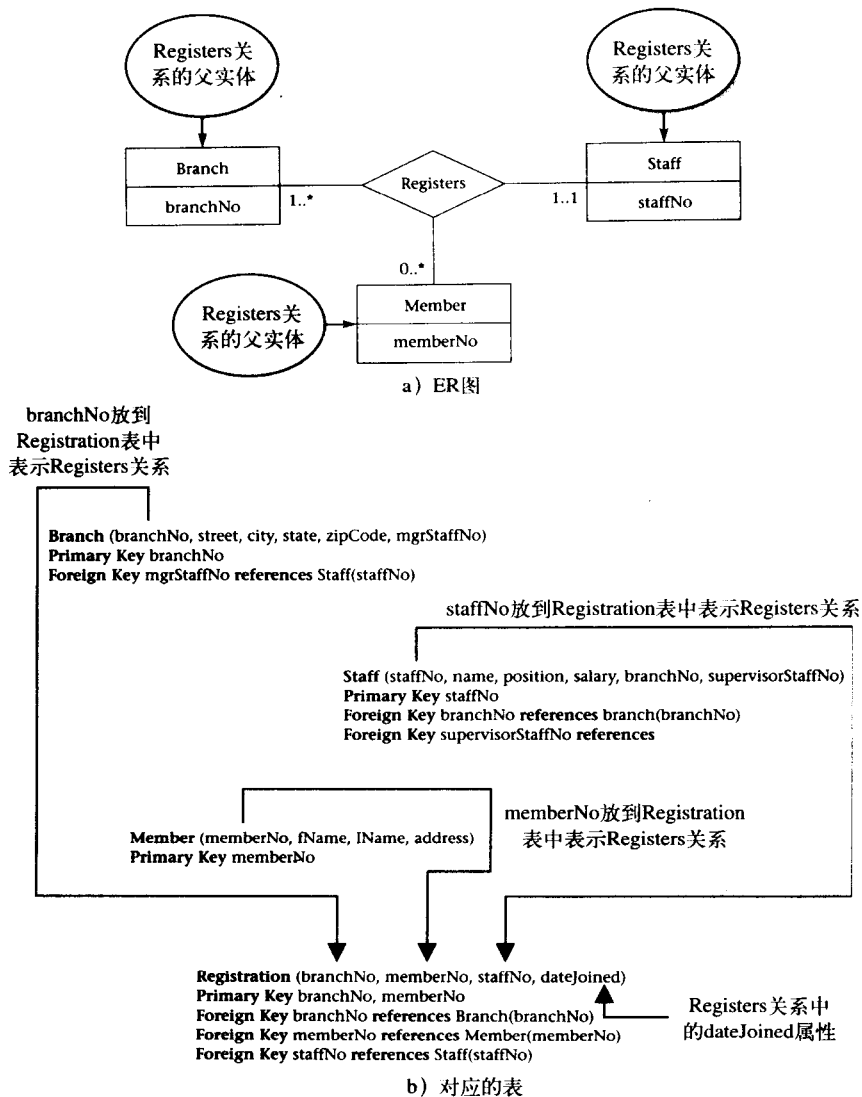 Registers关
系的父实体
Registers关
系的父实体
Branch
branchNo
1..*
Registers
1..1
Staff
staffNo
0..*
Registers关
系的父实体
Member
memberNo
a）ER图
branchNo放到
Registration表中
表示Registers关系
Branch (branchNo, street, city, state, zipCode, mgrStaffNo)
Primary Key branchNo
Foreign Key mgrStaffNo references Staff(staffNo)
staffNo放到Registration表中表示Registers关系
Staff (staffNo, name, position, salary, branchNo, supervisorStaffNo)
Primary Key staffNo
Foreign Key branchNo references branch(branchNo)
Foreign Key supervisorStaffNo references
memberNo放到Registration
表中表示Registers关系
Member (memberNo, fName, lName, address)
Primary Key memberNo
Registration (branchNo, memberNo, staffNo, dateJoined)
Primary Key branchNo, memberNo
Foreign Key branchNo references Branch(branchNo)
Foreign Key memberNo references Member(memberNo)
Foreign Key staffNo references Staff(staffNo)
Registers关系中
的dateJoined属性
b）对应的表